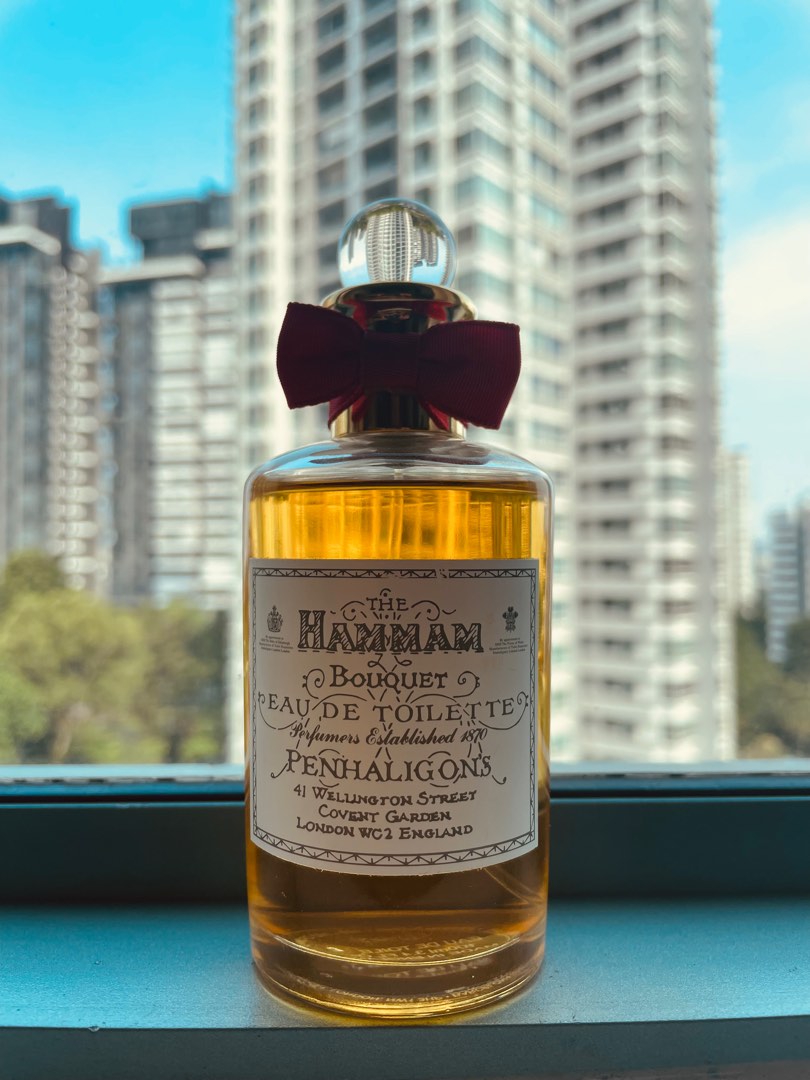 THE
HAMMAM
BOUQUET
EAU DE TOILETTE
Perfumers Established 1870
PENHALIGON'S
41 WELLINGTON STREET
COVENT GARDEN
LONDON WC2 ENGLAND